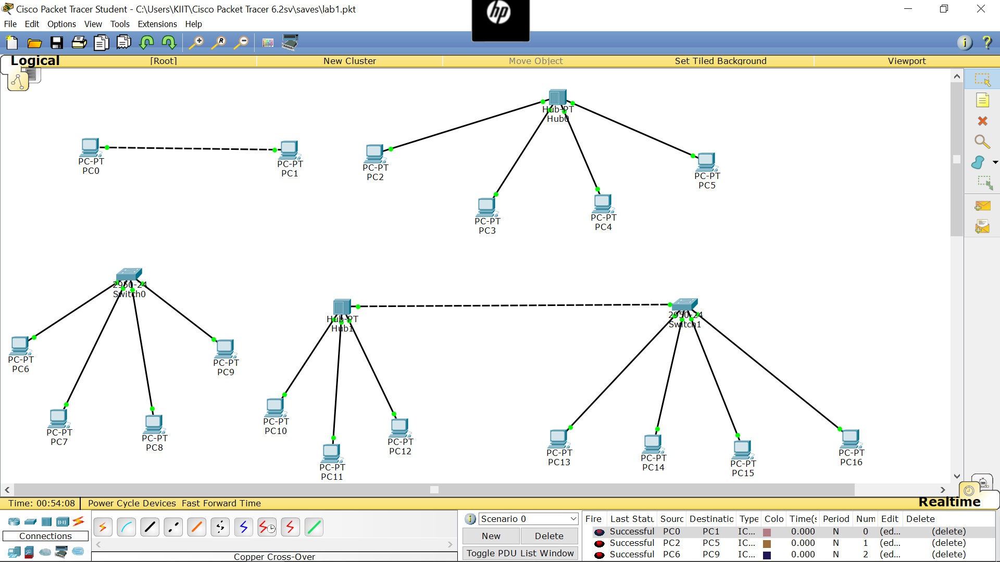 Cisco Packet Tracer Student - C:\Users\KIIT\Cisco Packet Tracer 6.2sv\saves\lab1.pkt
hp
File Edit Options View Tools Extensions Help
R
i ?
Logical [Root] New Cluster Move Object Set Tiled Background Viewport
Hub-PT
Hub0
PC-PT
PC0
PC-PT
PC1
PC-PT
PC2
PC-PT
PC3
PC-PT
PC4
PC-PT
PC5
2950-24
Switch0
PC-PT
PC6
PC-PT
PC7
PC-PT
PC8
PC-PT
PC9
Hub-PT
Hub1
PC-PT
PC10
PC-PT
PC11
PC-PT
PC12
2950-24
Switch1
PC-PT
PC13
PC-PT
PC14
PC-PT
PC15
PC-PT
PC16
Time: 00:54:08 Power Cycle Devices Fast Forward Time
Realtime
Connections
Copper Cross-Over
i Scenario 0
New Delete
Toggle PDU List Window
Fire Last Statu Sourc Destinatio Type Colo Time(s Period Num Edit Delete
Successful PC0 PC1 IC... 0.000 N 0 (ed... (delete)
Successful PC2 PC5 IC... 0.000 N 1 (ed... (delete)
Successful PC6 PC9 IC... 0.000 N 2 (ed... (delete)